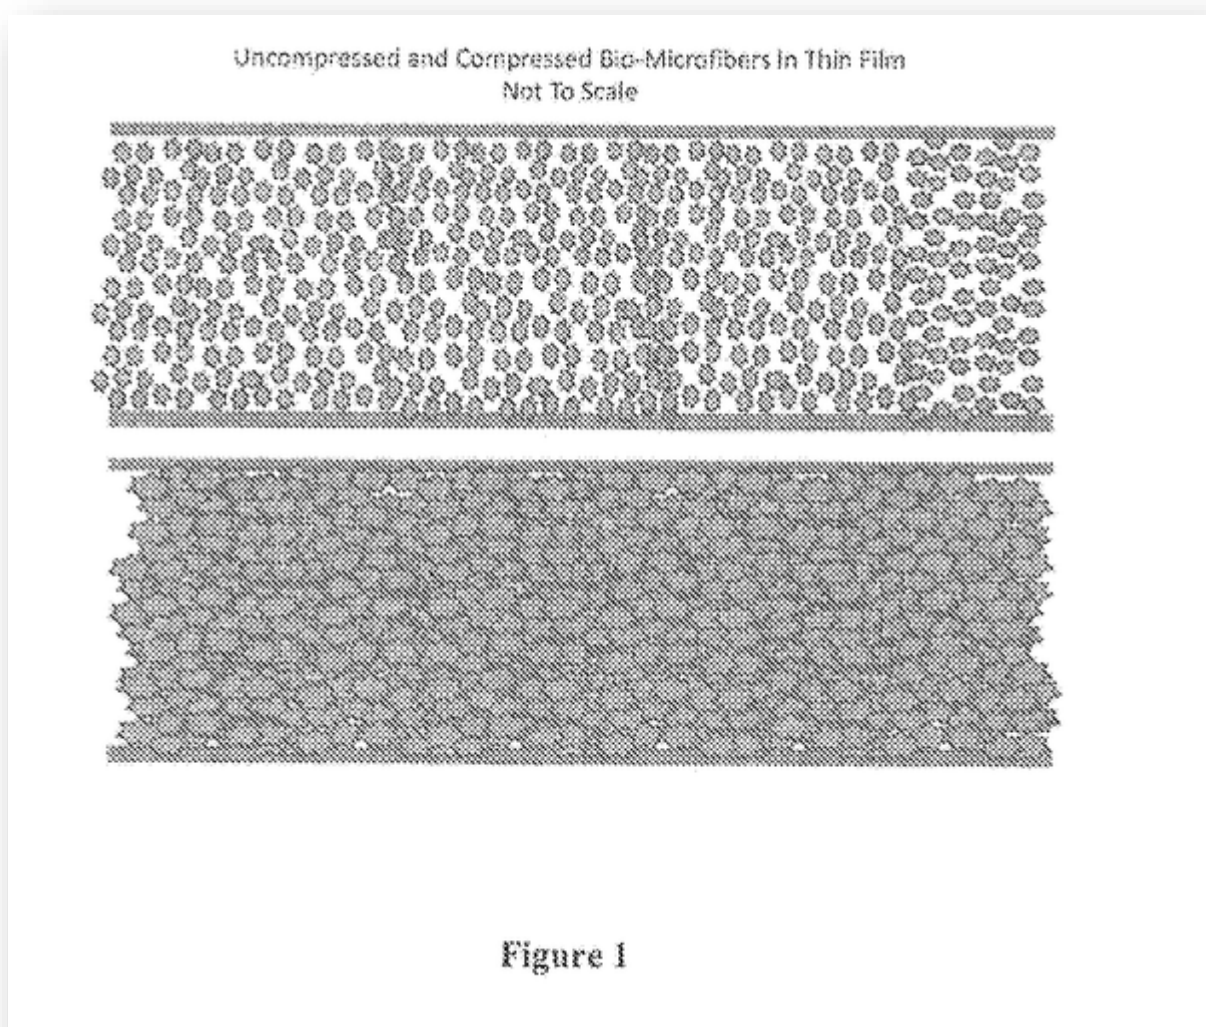 Uncompressed and Compressed Bio-Microfibers In Thin Film
Not To Scale
Figure 1